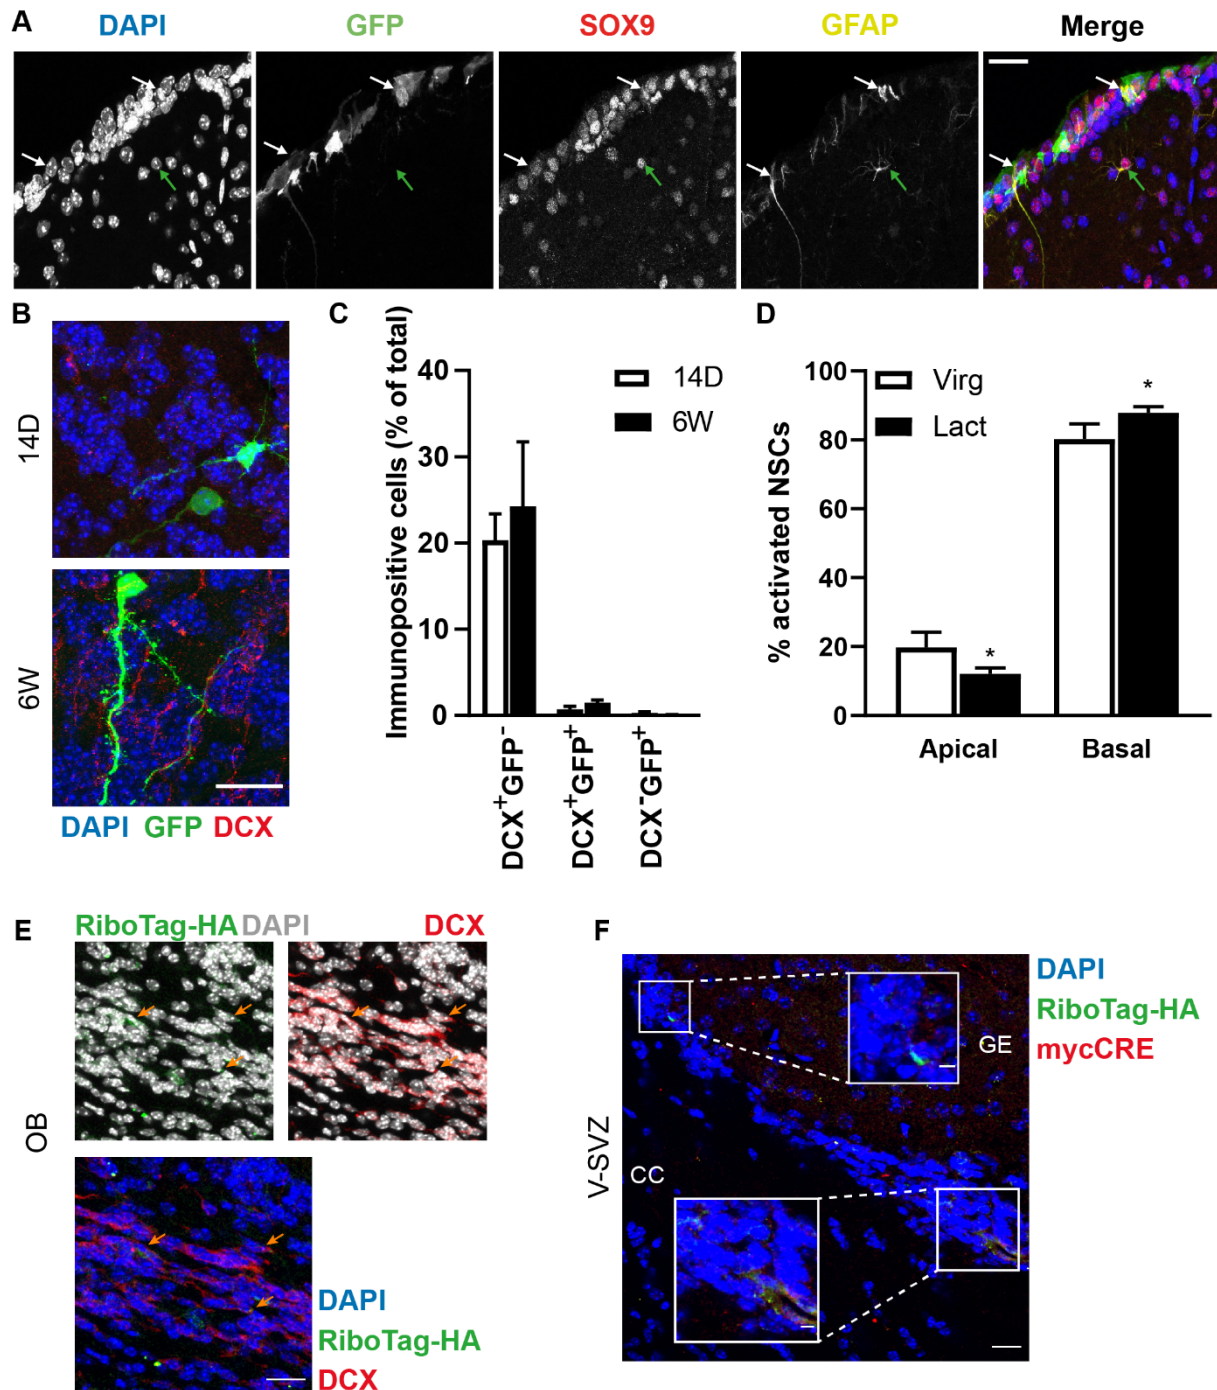 A DAPI GFP SOX9 GFAP Merge
B
14D
6W
DAPI GFP DCX
C
Immunopositive cells (% of total)
40
30
20
10
0
14D
6W
DCX⁺GFP⁻
DCX⁺GFP⁺
DCX⁻GFP⁺
D
% activated NSCs
100
80
60
40
20
0
Virg
Lact
*
*
Apical Basal
E
RiboTag-HA DAPI DCX
OB
DAPI
RiboTag-HA
DCX
F
V-SVZ
GE
CC
DAPI
RiboTag-HA
mycCRE